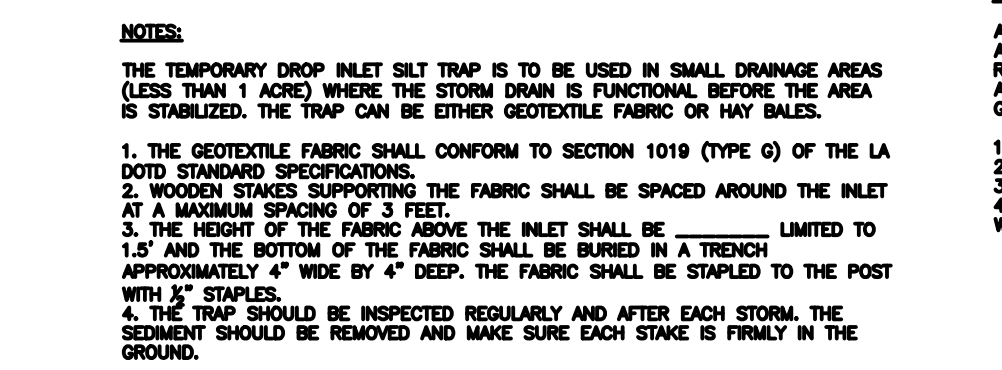 NOTES:
THE TEMPORARY DROP INLET SILT TRAP IS TO BE USED IN SMALL DRAINAGE AREAS
(LESS THAN 1 ACRE) WHERE THE STORM DRAIN IS FUNCTIONAL BEFORE THE AREA
IS STABILIZED. THE TRAP CAN BE EITHER GEOTEXTILE FABRIC OR HAY BALES.
1. THE GEOTEXTILE FABRIC SHALL CONFORM TO SECTION 1019 (TYPE G) OF THE LA
DOTD STANDARD SPECIFICATIONS.
2. WOODEN STAKES SUPPORTING THE FABRIC SHALL BE SPACED AROUND THE INLET
AT A MAXIMUM SPACING OF 3 FEET.
3. THE HEIGHT OF THE FABRIC ABOVE THE INLET SHALL BE ________ LIMITED TO
1.5' AND THE BOTTOM OF THE FABRIC SHALL BE BURIED IN A TRENCH
APPROXIMATELY 4" WIDE BY 4" DEEP. THE FABRIC SHALL BE STAPLED TO THE POST
WITH ½" STAPLES.
4. THE TRAP SHOULD BE INSPECTED REGULARLY AND AFTER EACH STORM. THE
SEDIMENT SHOULD BE REMOVED AND MAKE SURE EACH STAKE IS FIRMLY IN THE
GROUND.